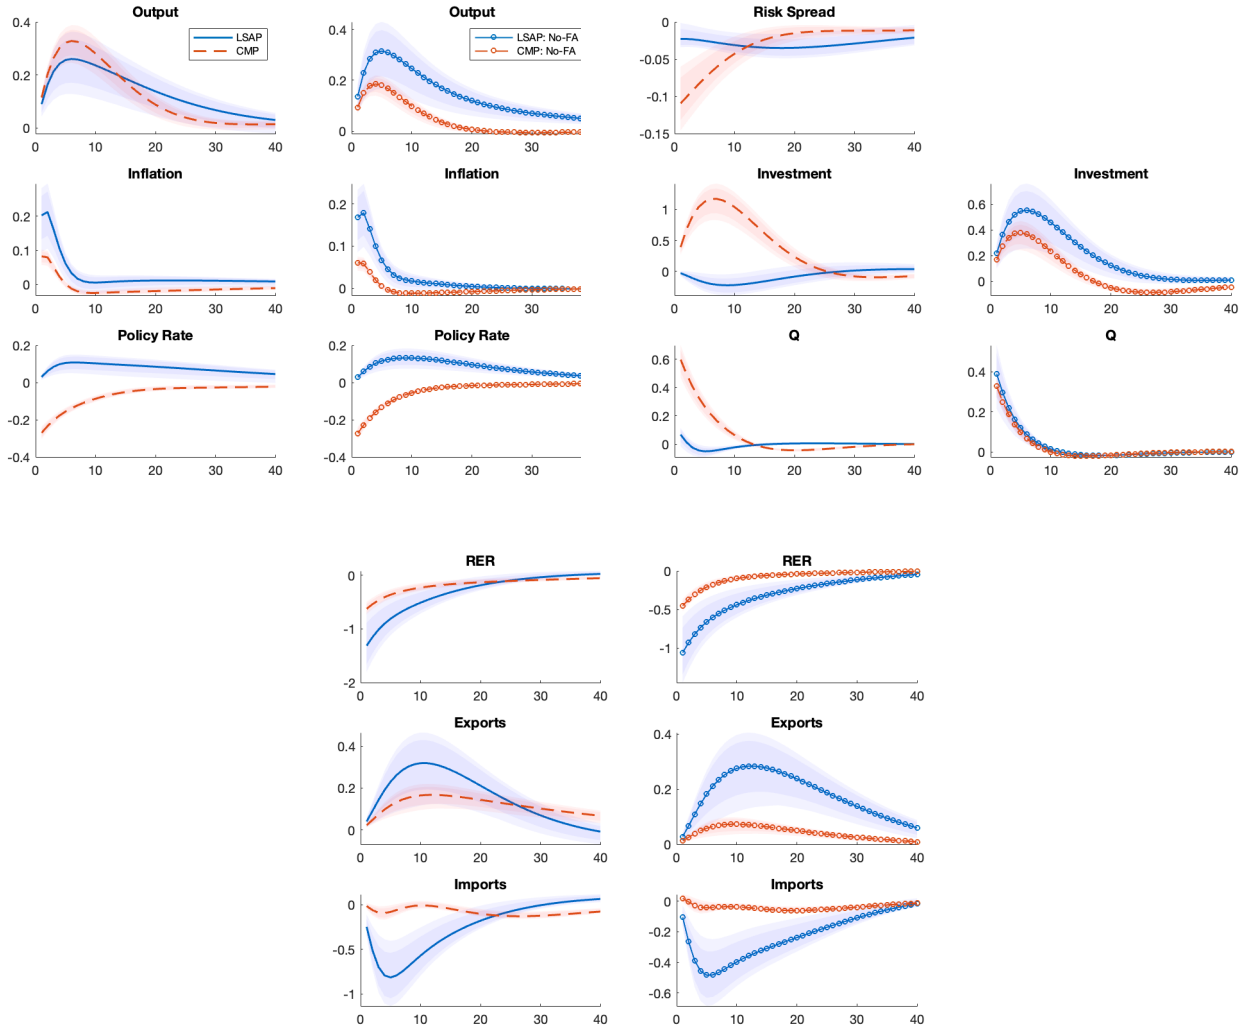 Output
0.4
0.2
0
LSAP
CMP
0 10 20 30 40
Output
0.4
0.2
0
LSAP: No-FA
CMP: No-FA
0 10 20 30
Risk Spread
0
-0.05
-0.1
-0.15
0 10 20 30 40
Inflation
0.2
0.1
0
0 10 20 30 40
Inflation
0.2
0.1
0
0 10 20 30
Investment
1
0.5
0
0 10 20 30 40
Investment
0.6
0.4
0.2
0
0 10 20 30 40
Policy Rate
0.2
0
-0.2
-0.4
0 10 20 30 40
Policy Rate
0.2
0
-0.2
-0.4
0 10 20 30
Q
0.6
0.4
0.2
0
0 10 20 30 40
Q
0.4
0.2
0
0 10 20 30 40
RER
0
-1
-2
0 10 20 30 40
RER
0
-0.5
-1
0 10 20 30 40
Exports
0.4
0.2
0
0 10 20 30 40
Exports
0.4
0.2
0
0 10 20 30 40
Imports
0
-0.5
-1
0 10 20 30 40
Imports
0
-0.2
-0.4
-0.6
0 10 20 30 40